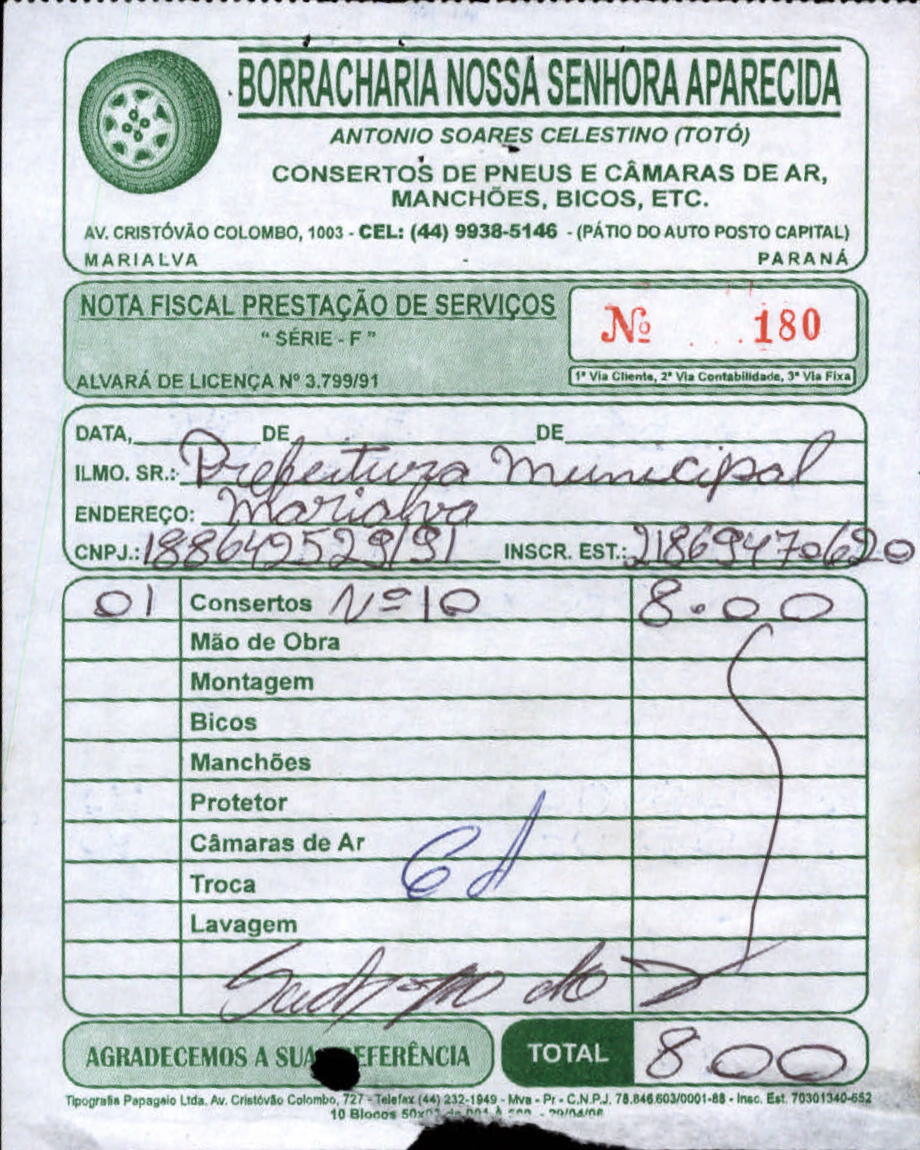 BORRACHARIA NOSSA SENHORA APARECIDA
ANTONIO SOARES CELESTINO (TOTÓ)
CONSERTOS DE PNEUS E CÂMARAS DE AR,
MANCHÕES, BICOS, ETC.
AV. CRISTÓVÃO COLOMBO, 1003 - CEL: (44) 9938-5146 - (PÁTIO DO AUTO POSTO CAPITAL)
MARIALVA PARANÁ
NOTA FISCAL PRESTAÇÃO DE SERVIÇOS
" SÉRIE - F "
Nº 180
ALVARÁ DE LICENÇA Nº 3.799/91
1ª Via Cliente, 2ª Via Contabilidade, 3ª Via Fixa
DATA, DE DE
ILMO. SR.: Prefeitura Municipal
ENDEREÇO: Marialva
CNPJ.: 188642529/91 INSCR. EST.: 21869470620
01 Consertos Nº 10 8.00
Mão de Obra
Montagem
Bicos
Manchões
Protetor
Câmaras de Ar
Troca
Lavagem
AGRADECEMOS A SUA TOTAL 8 00
Tipografia Papagaio Ltda. Av. Cristóvão Colombo, 727 - Telefax (44) 232-1949 - Mva - Pr - C.N.P.J. 78.846.603/0001-88 - Insc. Est. 70301340-652
10 Blocos